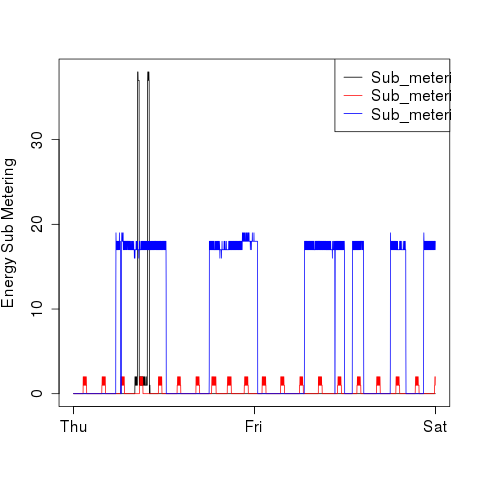 Sub_meteri
Sub_meteri
Sub_meteri
Energy Sub Metering
30
20
10
0
Thu
Fri
Sat